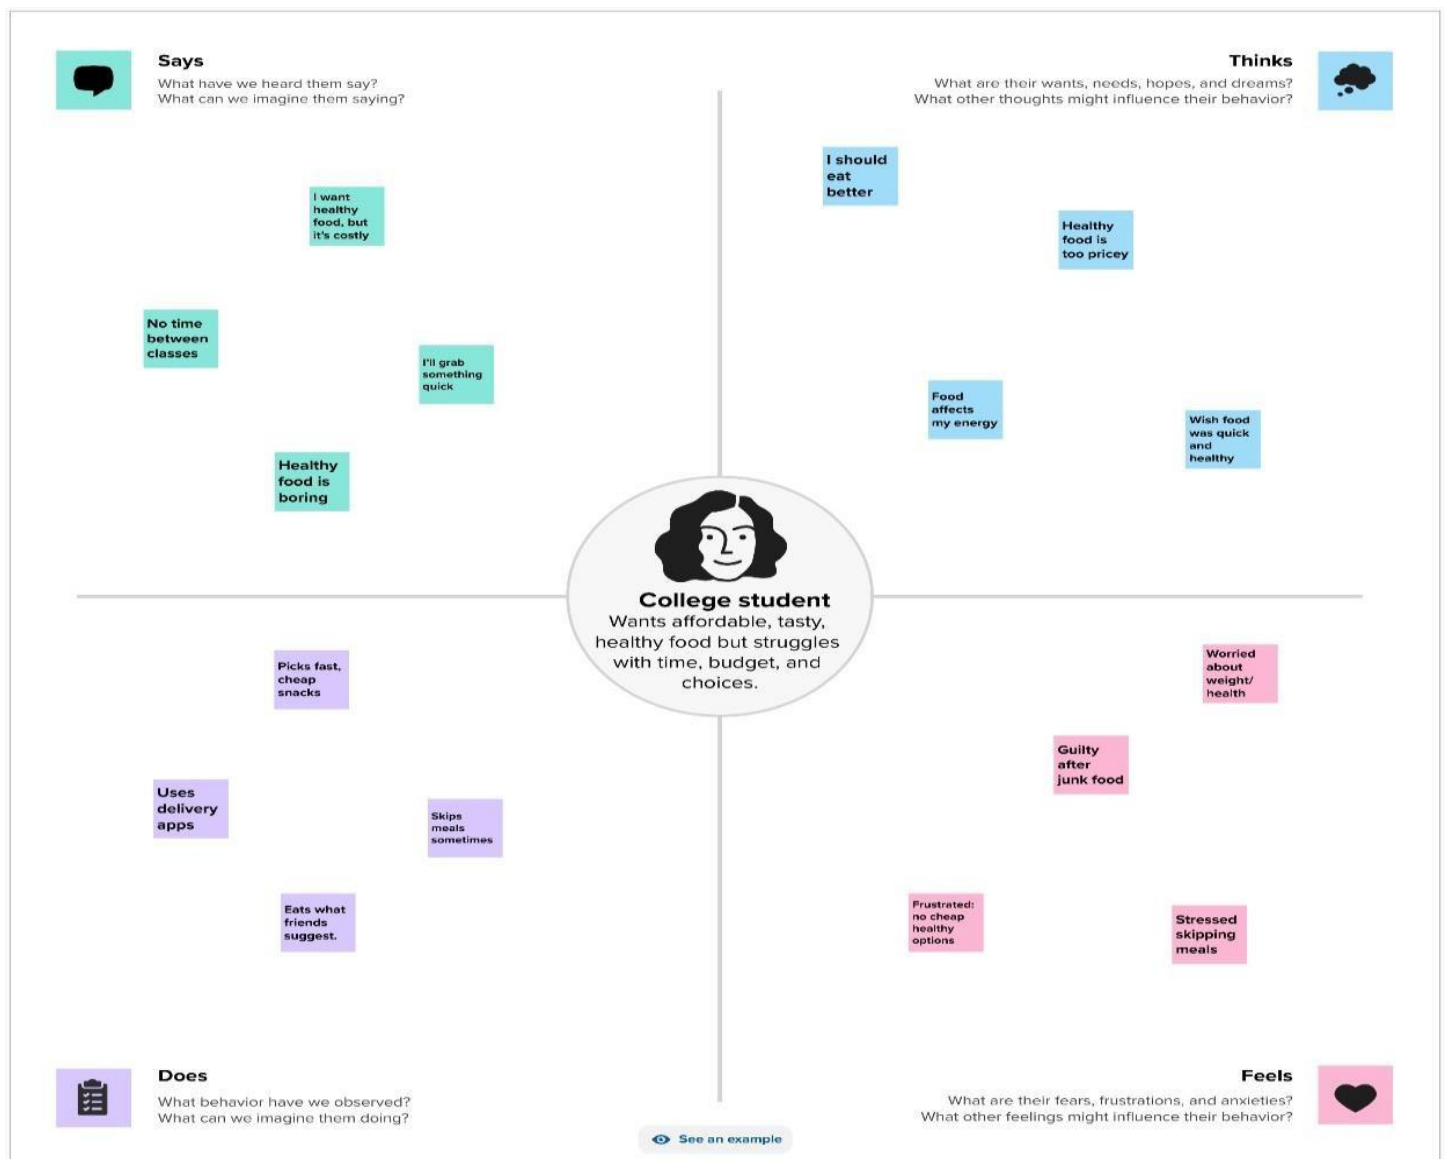 Says
What have we heard them say?
What can we imagine them saying?
I want
healthy
food, but
it's costly
No time
between
classes
I'll grab
something
quick
Healthy
food is
boring
Thinks
What are their wants, needs, hopes, and dreams?
What other thoughts might influence their behavior?
I should
eat
better
Healthy
food is
too pricey
Food
affects
my energy
Wish food
was quick
and
healthy
College student
Wants affordable, tasty,
healthy food but struggles
with time, budget, and
choices.
Picks fast,
cheap
snacks
Uses
delivery
apps
Skips
meals
sometimes
Eats what
friends
suggest.
Does
What behavior have we observed?
What can we imagine them doing?
Worried
about
weight/
health
Guilty
after
junk food
Frustrated:
no cheap
healthy
options
Stressed
skipping
meals
Feels
What are their fears, frustrations, and anxieties?
What other feelings might influence their behavior?
See an example